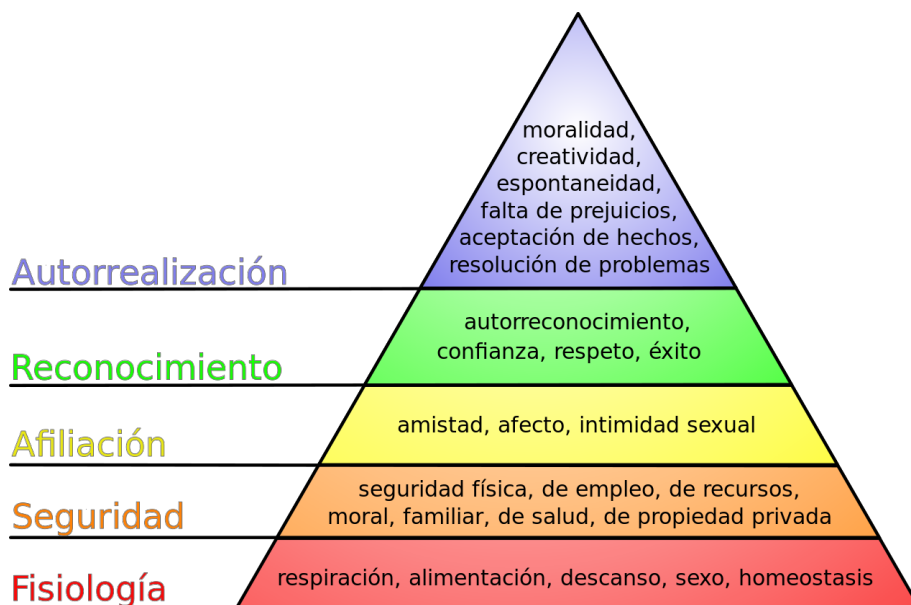 moralidad,
creatividad,
espontaneidad,
falta de prejuicios,
aceptación de hechos,
resolución de problemas
Autorrealización
autorreconocimiento,
confianza, respeto, éxito
Reconocimiento
amistad, afecto, intimidad sexual
Afiliación
seguridad física, de empleo, de recursos,
moral, familiar, de salud, de propiedad privada
Seguridad
respiración, alimentación, descanso, sexo, homeostasis
Fisiología